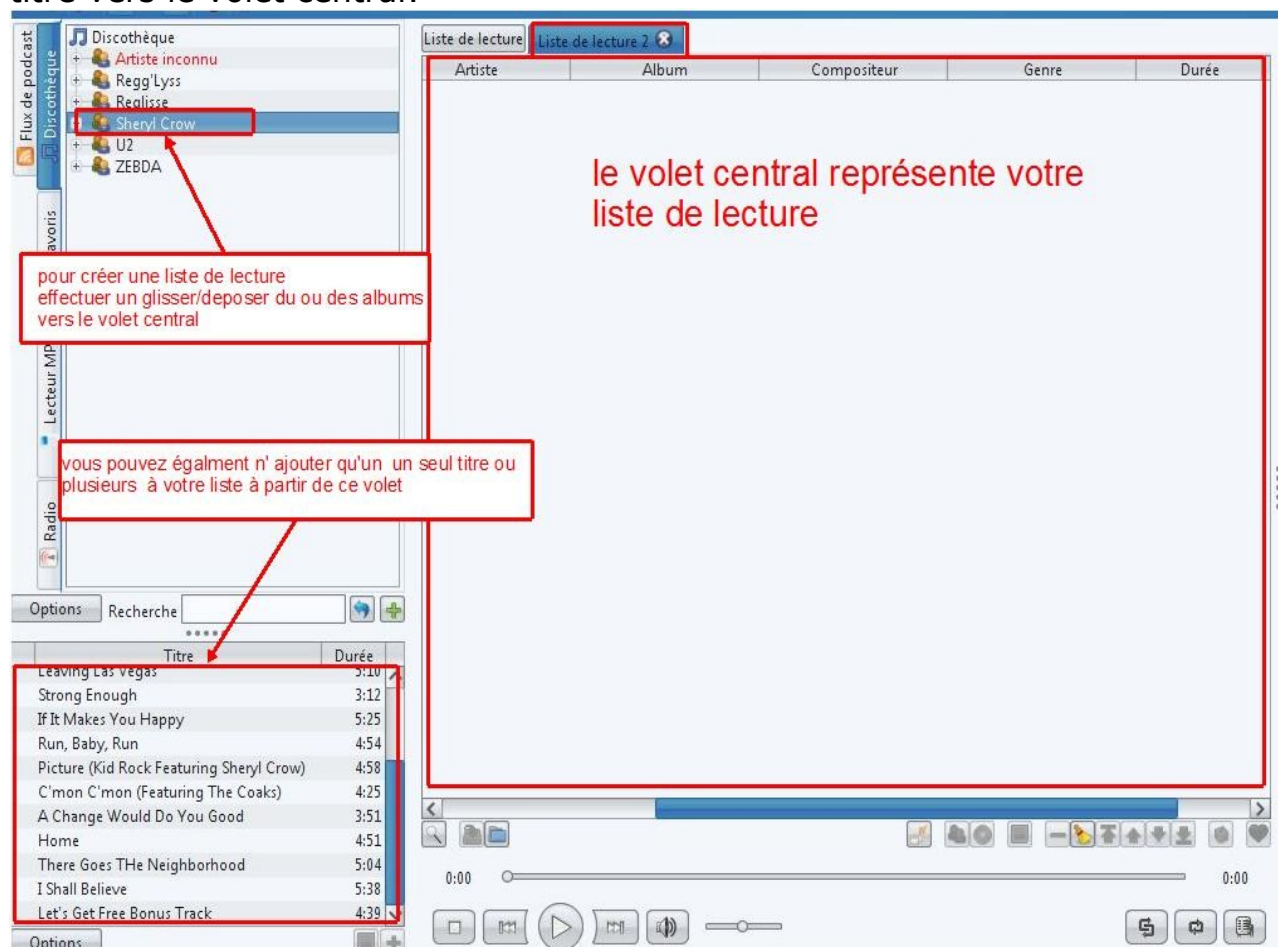 titre vers le volet central.
Flux de podcast
Discothèque
Lecteur MP
Radio
Discothèque
Artiste inconnu
Regg'Lyss
Reglisse
Sheryl Crow
U2
ZEBDA
pour créer une liste de lecture
effectuer un glisser/deposer du ou des albums
vers le volet central
vous pouvez égalment n' ajouter qu'un un seul titre ou
plusieurs à votre liste à partir de ce volet
Options Recherche
Titre Durée
Leaving Las Vegas 5:10
Strong Enough 3:12
If It Makes You Happy 5:25
Run, Baby, Run 4:54
Picture (Kid Rock Featuring Sheryl Crow) 4:58
C'mon C'mon (Featuring The Coaks) 4:25
A Change Would Do You Good 3:51
Home 4:51
There Goes THe Neighborhood 5:04
I Shall Believe 5:38
Let's Get Free Bonus Track 4:39
Options
Liste de lecture Liste de lecture 2
Artiste Album Compositeur Genre Durée
le volet central représente votre
liste de lecture
0:00 0:00